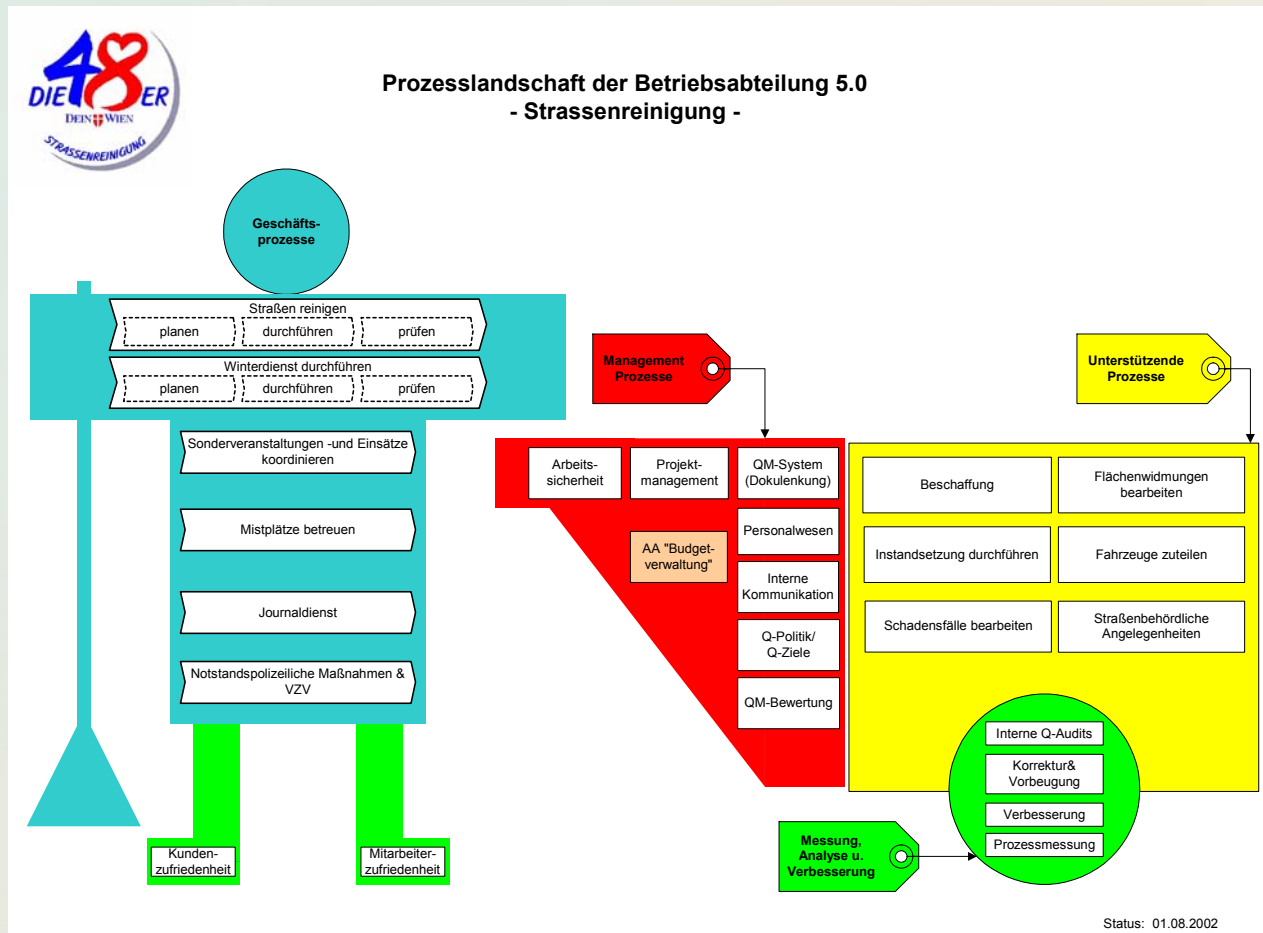 DIE 48ER
DEIN WIEN
STRASSENREINIGUNG
Prozesslandschaft der Betriebsabteilung 5.0
- Strassenreinigung -
Geschäfts-
prozesse
Straßen reinigen
planen durchführen prüfen
Winterdienst durchführen
planen durchführen prüfen
Sonderveranstaltungen -und Einsätze
koordinieren
Mistplätze betreuen
Journaldienst
Notstandspolizeiliche Maßnahmen &
VZV
Kunden-
zufriedenheit
Mitarbeiter-
zufriedenheit
Management
Prozesse
Arbeits-
sicherheit
Projekt-
management
QM-System
(Dokulenkung)
AA "Budget-
verwaltung"
Personalwesen
Interne
Kommunikation
Q-Politik/
Q-Ziele
QM-Bewertung
Unterstützende
Prozesse
Beschaffung
Flächenwidmungen
bearbeiten
Instandsetzung durchführen
Fahrzeuge zuteilen
Schadensfälle bearbeiten
Straßenbehördliche
Angelegenheiten
Messung,
Analyse u.
Verbesserung
Interne Q-Audits
Korrektur&
Vorbeugung
Verbesserung
Prozessmessung
Status: 01.08.2002